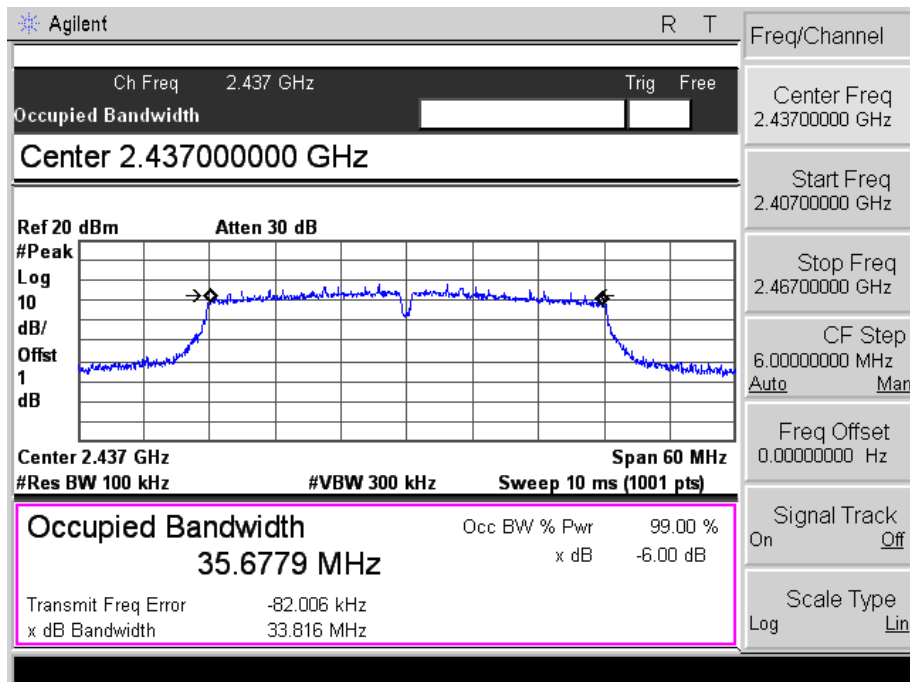 Agilent R T
Ch Freq 2.437 GHz Trig Free
Occupied Bandwidth
Center 2.437000000 GHz
Ref 20 dBm Atten 30 dB
#Peak
Log
10
dB/
Offst
1
dB
Center 2.437 GHz Span 60 MHz
#Res BW 100 kHz #VBW 300 kHz Sweep 10 ms (1001 pts)
Occupied Bandwidth Occ BW % Pwr 99.00 %
35.6779 MHz x dB -6.00 dB
Transmit Freq Error -82.006 kHz
x dB Bandwidth 33.816 MHz
Freq/Channel
Center Freq
2.43700000 GHz
Start Freq
2.40700000 GHz
Stop Freq
2.46700000 GHz
CF Step
6.00000000 MHz
Auto Man
Freq Offset
0.00000000 Hz
Signal Track
On Off
Scale Type
Log Lin